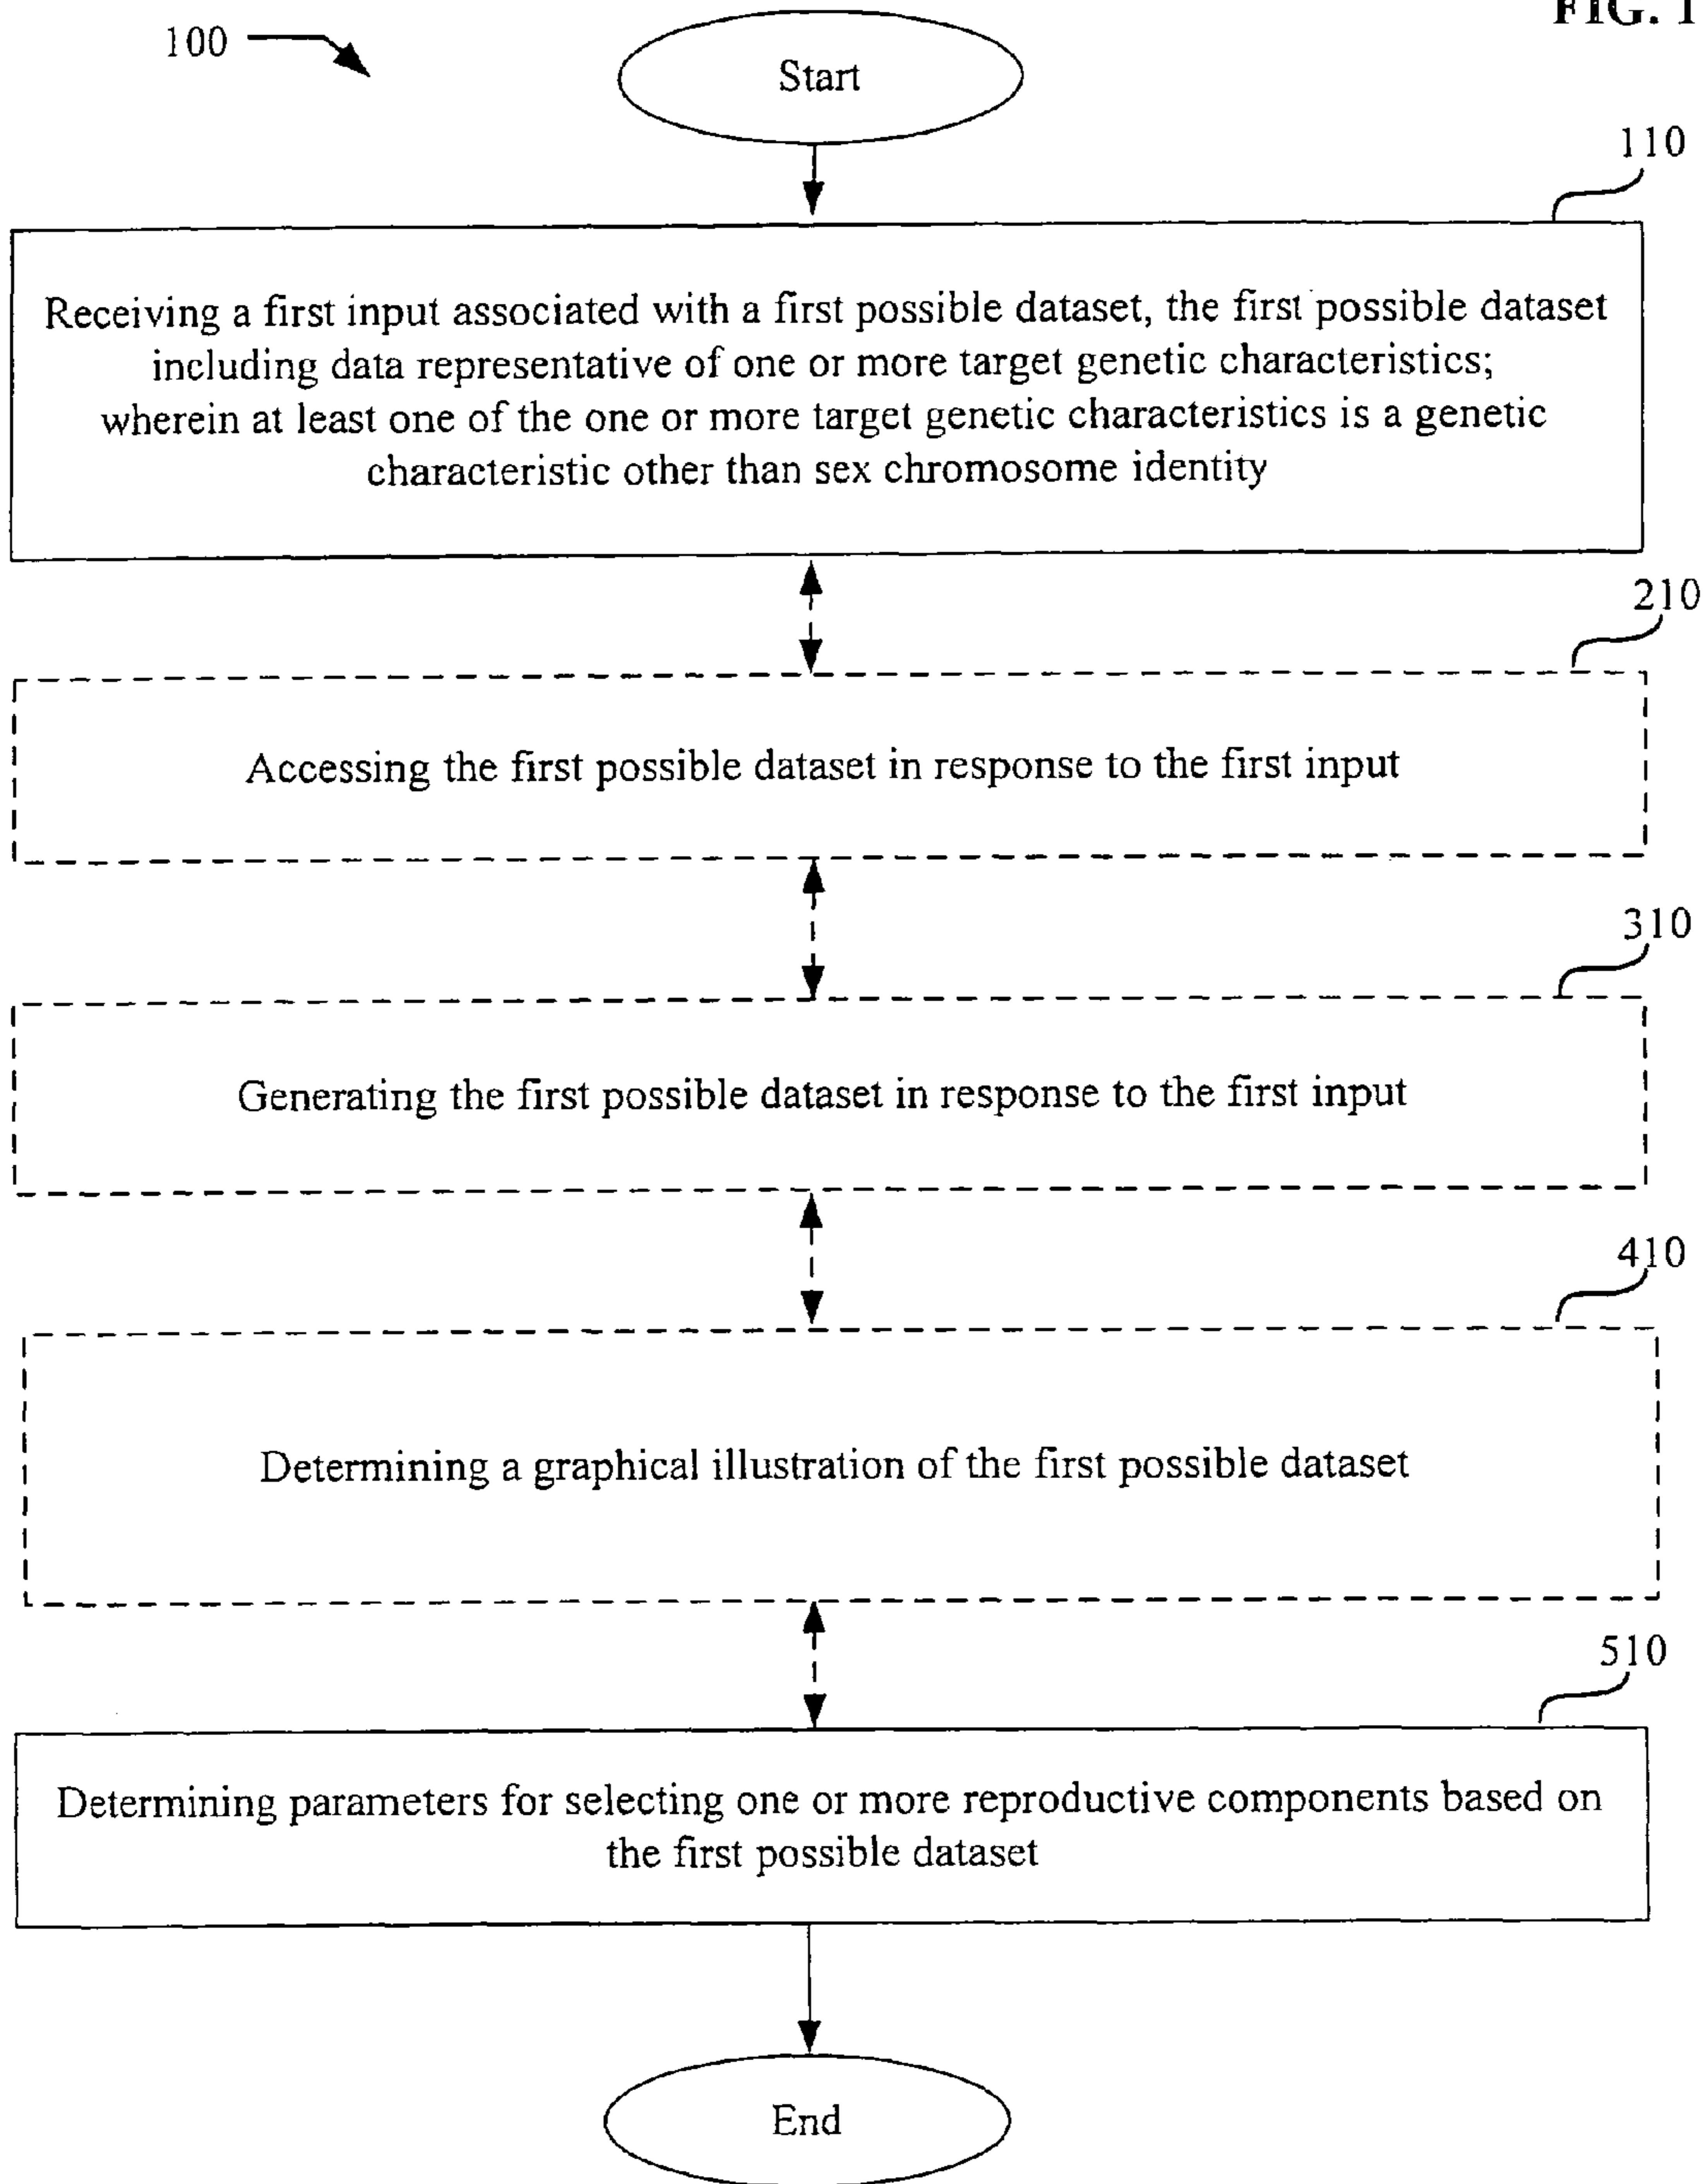 FIG. 1
100
Start
110
Receiving a first input associated with a first possible dataset, the first possible dataset
including data representative of one or more target genetic characteristics;
wherein at least one of the one or more target genetic characteristics is a genetic
characteristic other than sex chromosome identity
210
Accessing the first possible dataset in response to the first input
310
Generating the first possible dataset in response to the first input
410
Determining a graphical illustration of the first possible dataset
510
Determining parameters for selecting one or more reproductive components based on
the first possible dataset
End